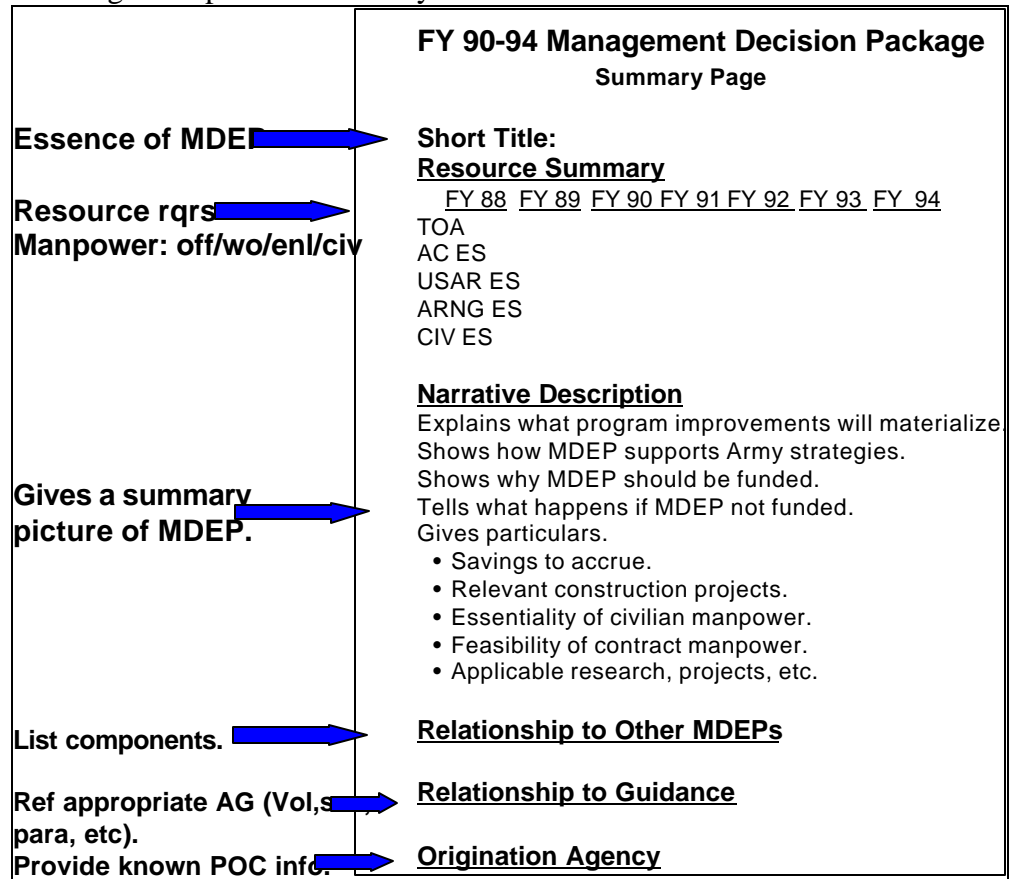 FY 90-94 Management Decision Package
Summary Page
Essence of MDEP
Short Title:
Resource Summary
FY 88 FY 89 FY 90 FY 91 FY 92 FY 93 FY 94
Resource rqrs
Manpower: off/wo/enl/civ
TOA
AC ES
USAR ES
ARNG ES
CIV ES
Narrative Description
Explains what program improvements will materialize.
Shows how MDEP supports Army strategies.
Shows why MDEP should be funded.
Tells what happens if MDEP not funded.
Gives particulars.
• Savings to accrue.
• Relevant construction projects.
• Essentiality of civilian manpower.
• Feasibility of contract manpower.
• Applicable research, projects, etc.
Gives a summary
picture of MDEP.
List components.
Relationship to Other MDEPs
Ref appropriate AG (Vol,
para, etc).
Relationship to Guidance
Provide known POC info.
Origination Agency